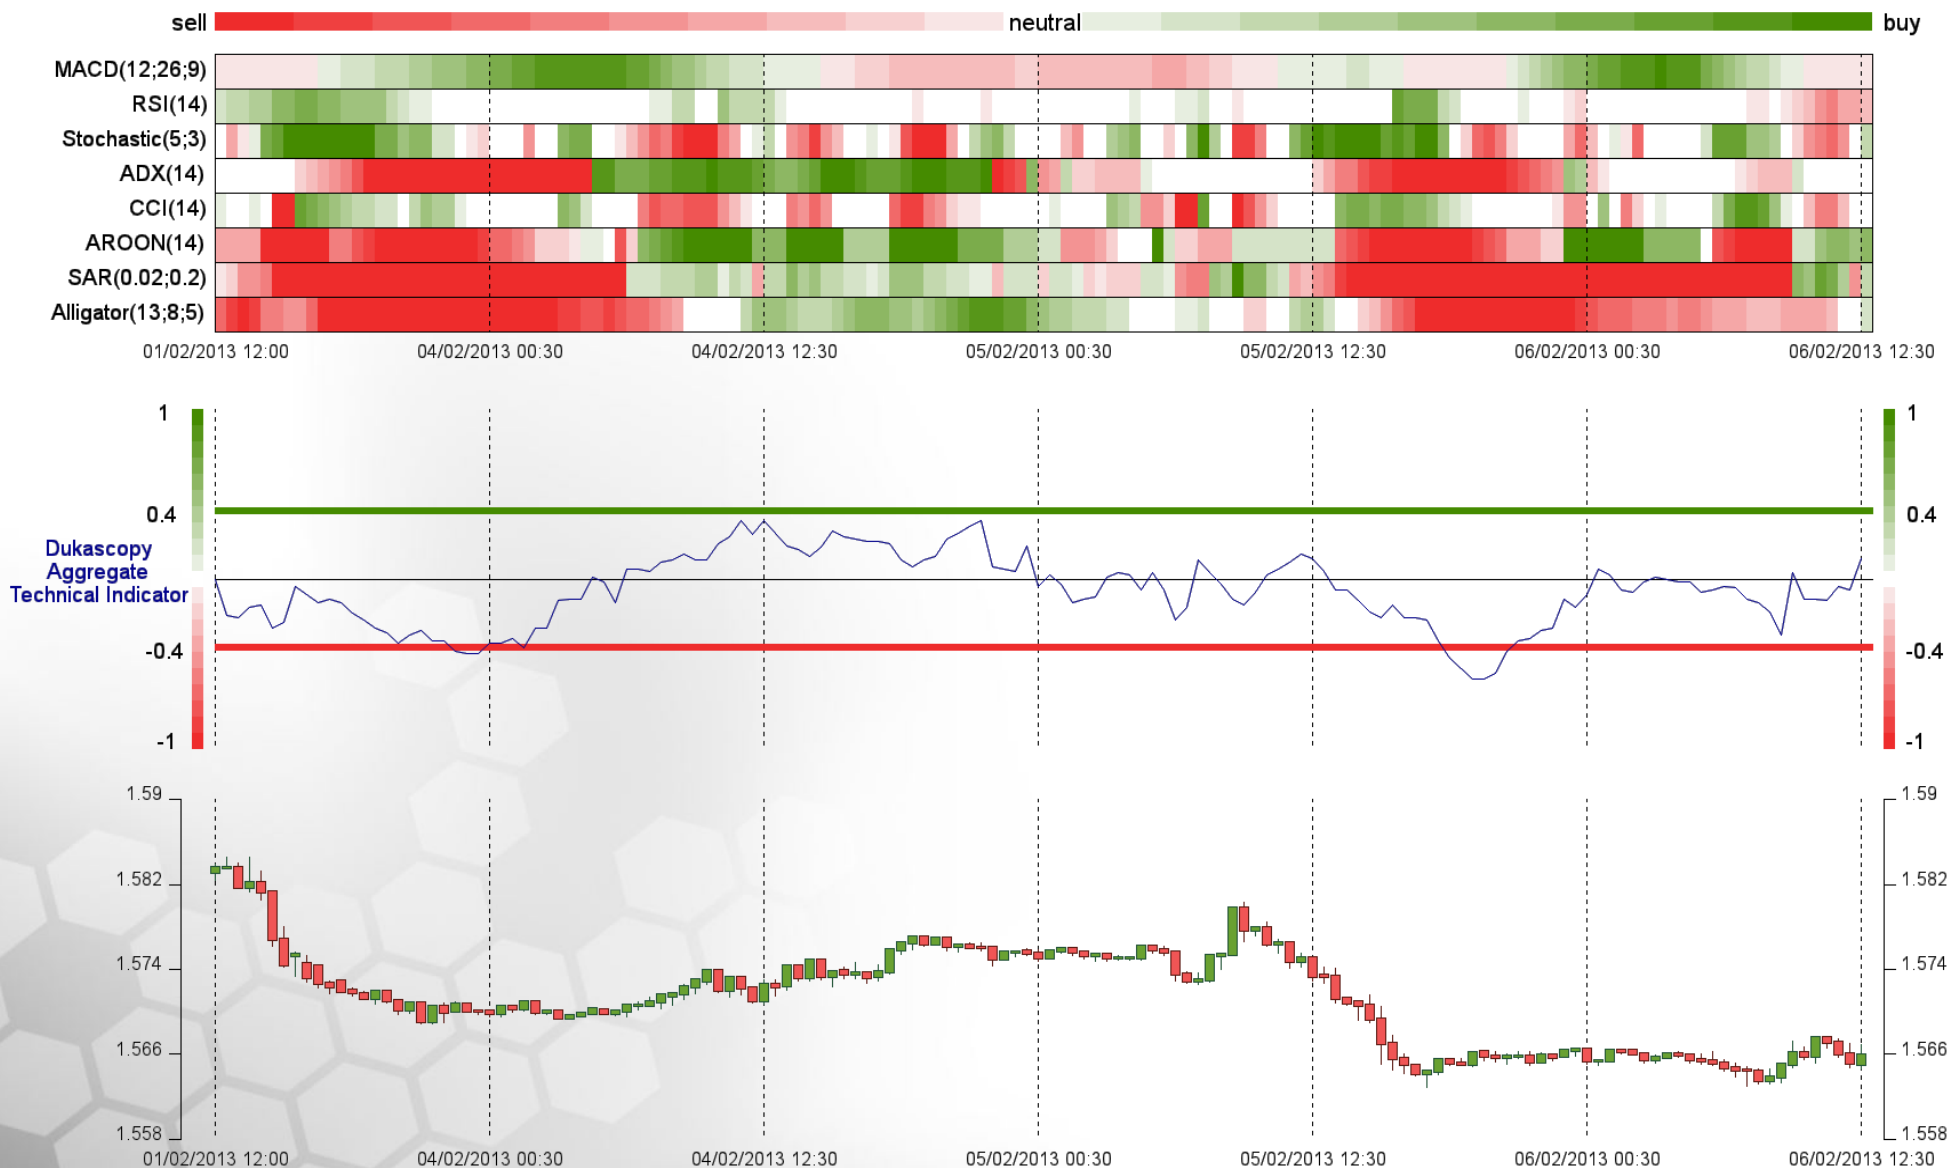 sell neutral buy
MACD(12;26;9)
RSI(14)
Stochastic(5;3)
ADX(14)
CCI(14)
AROON(14)
SAR(0.02;0.2)
Alligator(13;8;5)
01/02/2013 12:00 04/02/2013 00:30 04/02/2013 12:30 05/02/2013 00:30 05/02/2013 12:30 06/02/2013 00:30 06/02/2013 12:30
1 1
0.4 0.4
Dukascopy
Aggregate
Technical Indicator
-0.4 -0.4
-1 -1
1.59 1.59
1.582 1.582
1.574 1.574
1.566 1.566
1.558 1.558
01/02/2013 12:00 04/02/2013 00:30 04/02/2013 12:30 05/02/2013 00:30 05/02/2013 12:30 06/02/2013 00:30 06/02/2013 12:30